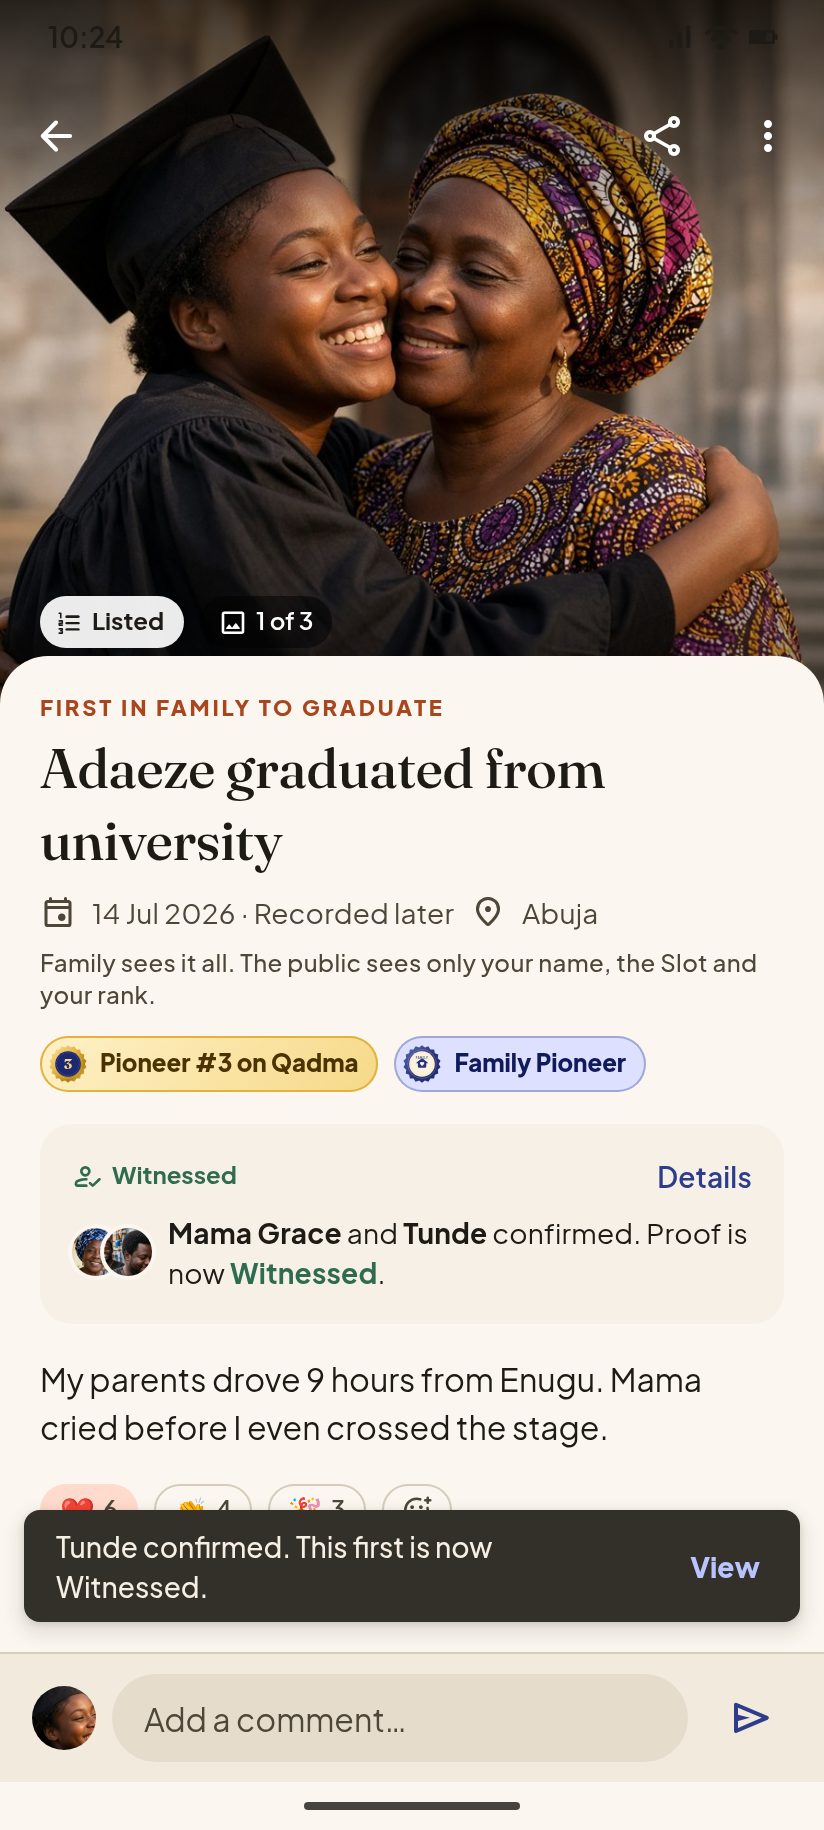 10:24
Listed
1 of 3
FIRST IN FAMILY TO GRADUATE
Adaeze graduated from
university
14 Jul 2026 · Recorded later
Abuja
Family sees it all. The public sees only your name, the Slot and
your rank.
3
Pioneer #3 on Qadma
Family Pioneer
Witnessed
Details
Mama Grace and Tunde confirmed. Proof is
now Witnessed.
My parents drove 9 hours from Enugu. Mama
cried before I even crossed the stage.
❤️ 6
👏 4
🎉 3
Tunde confirmed. This first is now
Witnessed.
View
Add a comment…